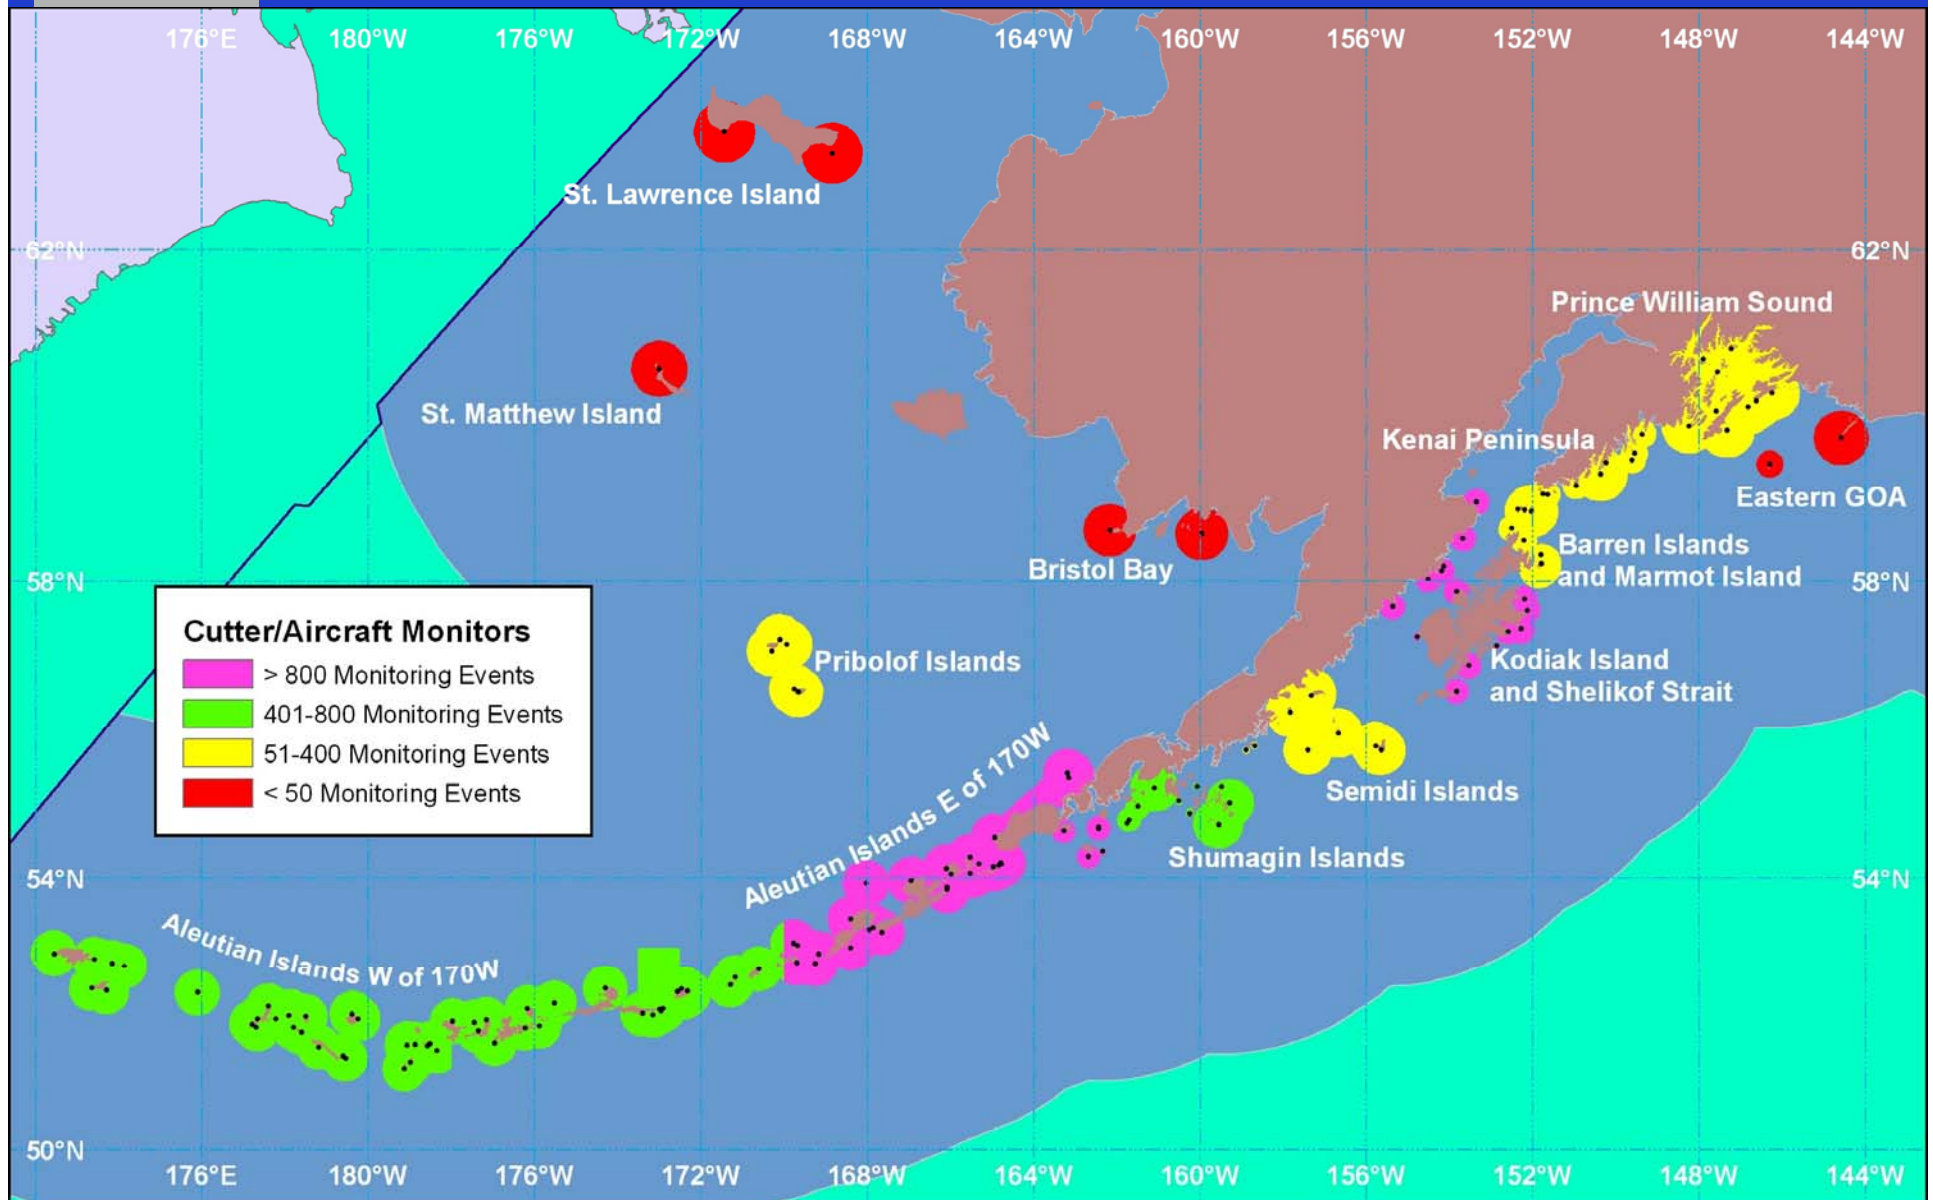 176°E 180°W 176°W 172°W 168°W 164°W 160°W 156°W 152°W 148°W 144°W
St. Lawrence Island
62°N 62°N
Prince William Sound
St. Matthew Island
Kenai Peninsula
Eastern GOA
Barren Islands
and Marmot Island
Bristol Bay
58°N 58°N
Cutter/Aircraft Monitors
> 800 Monitoring Events
401-800 Monitoring Events
51-400 Monitoring Events
< 50 Monitoring Events
Pribolof Islands
Kodiak Island
and Shelikof Strait
Semidi Islands
Aleutian Islands E of 170W
Shumagin Islands
54°N 54°N
Aleutian Islands W of 170W
50°N
176°E 180°W 176°W 172°W 168°W 164°W 160°W 156°W 152°W 148°W 144°W